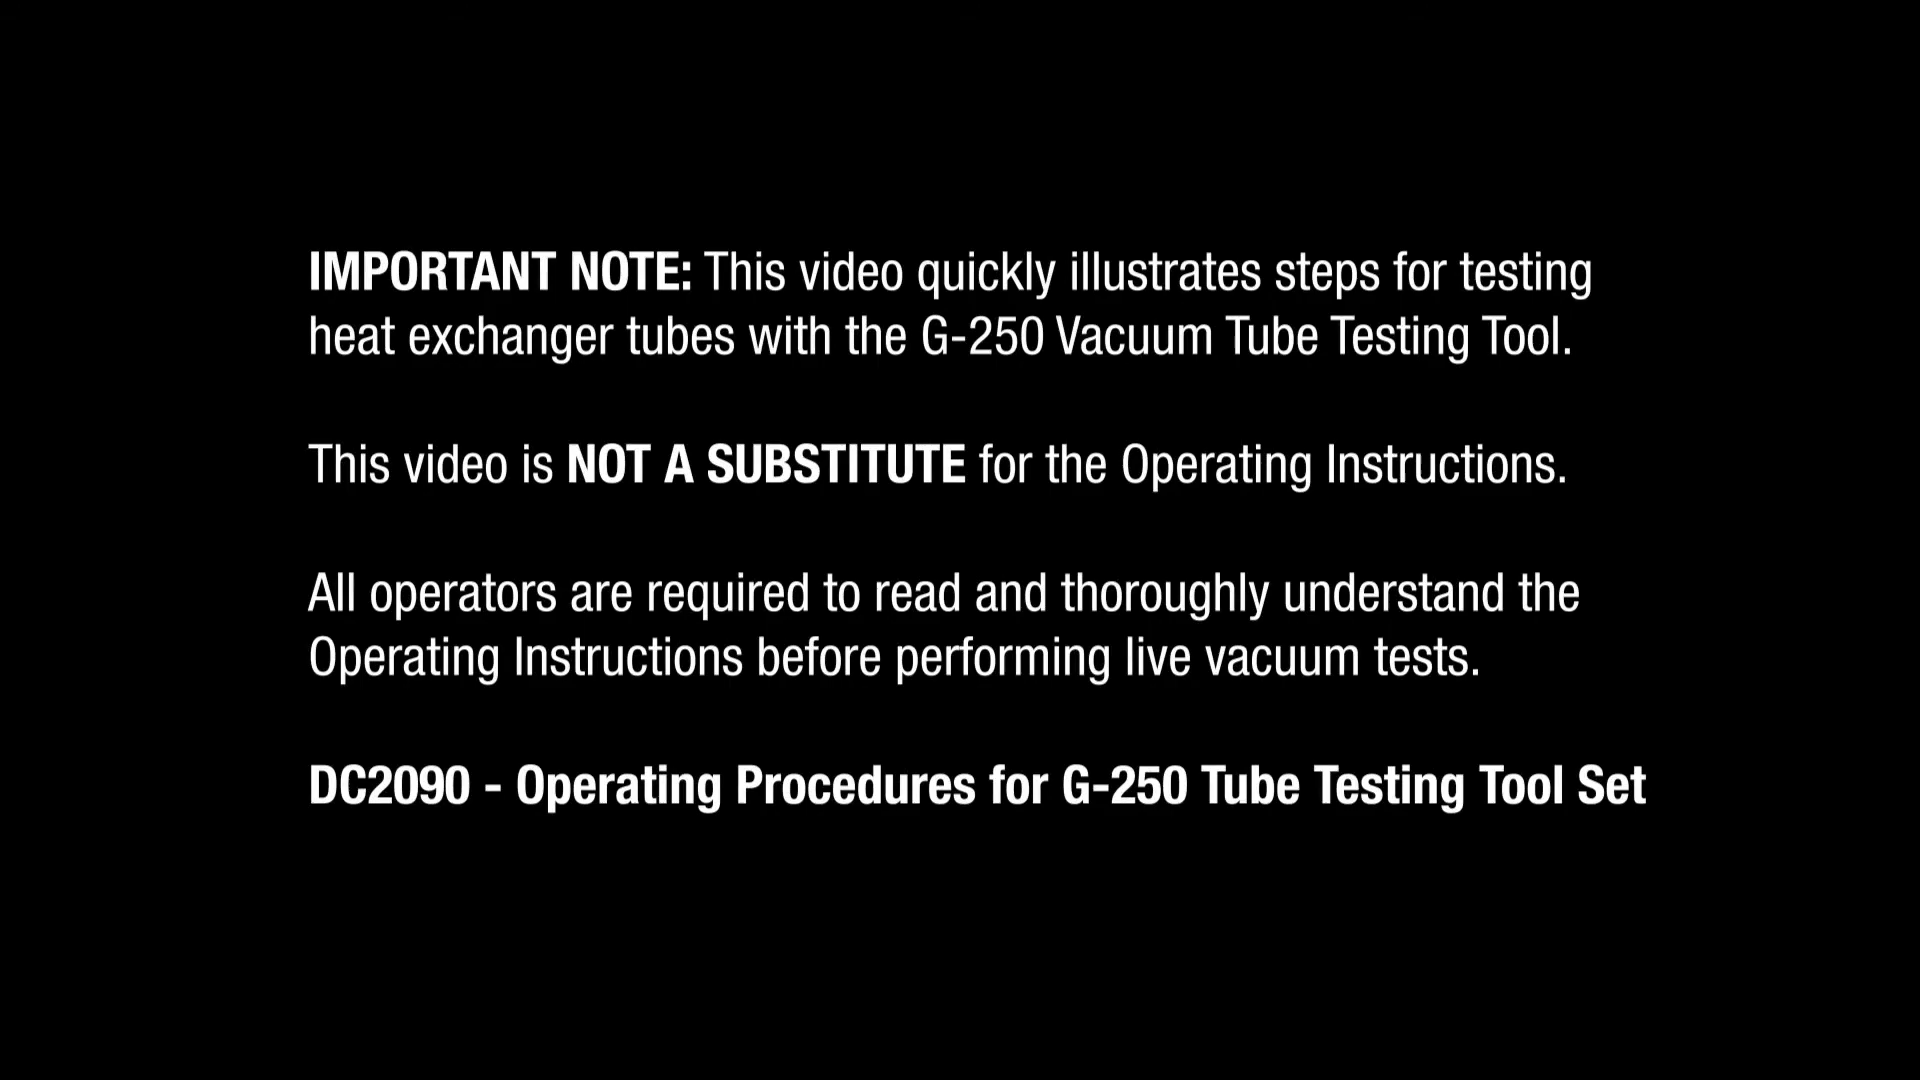 IMPORTANT NOTE: This video quickly illustrates steps for testing
heat exchanger tubes with the G-250 Vacuum Tube Testing Tool.
This video is NOT A SUBSTITUTE for the Operating Instructions.
All operators are required to read and thoroughly understand the
Operating Instructions before performing live vacuum tests.
DC2090 - Operating Procedures for G-250 Tube Testing Tool Set